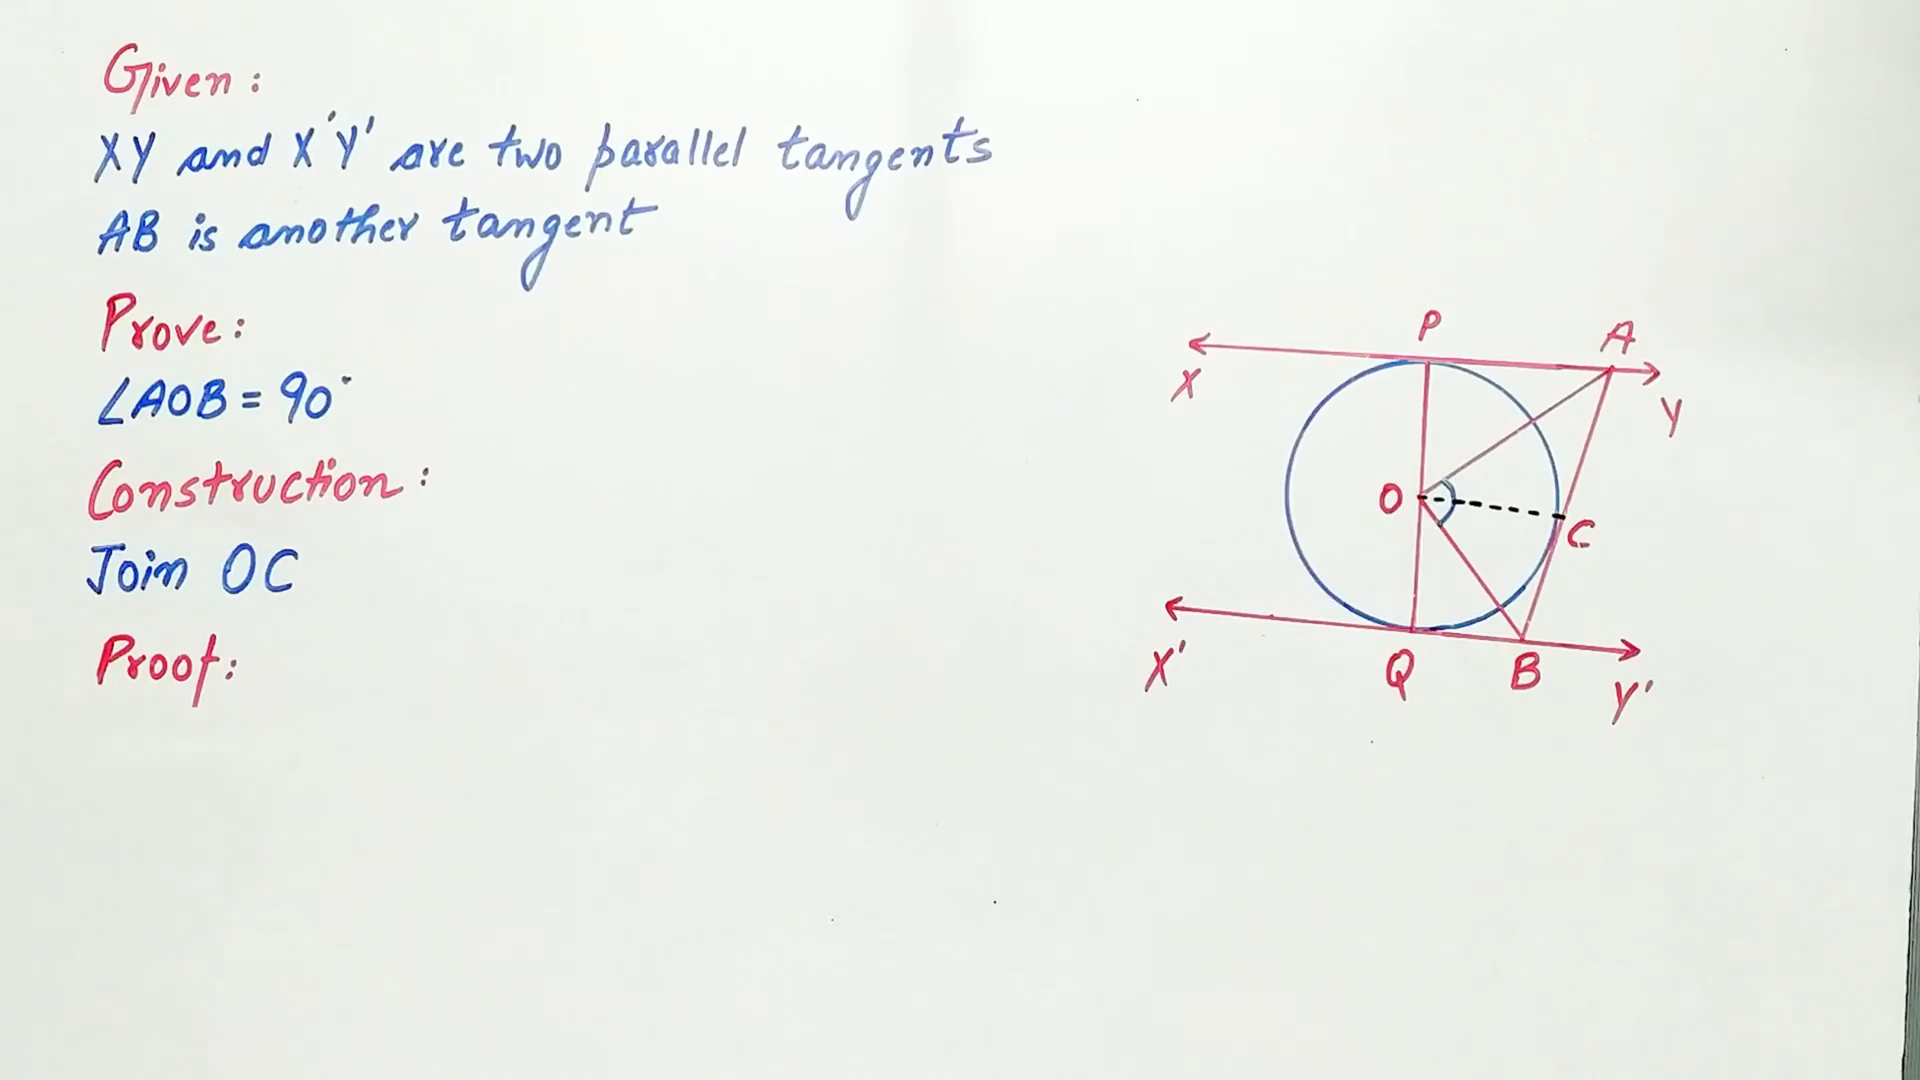 Given:
XY and X'Y' are two parallel tangents
AB is another tangent
Prove:
∠AOB = 90°
Construction:
Join OC
Proof:
P
A
X
Y
O
C
X'
Q
B
Y'